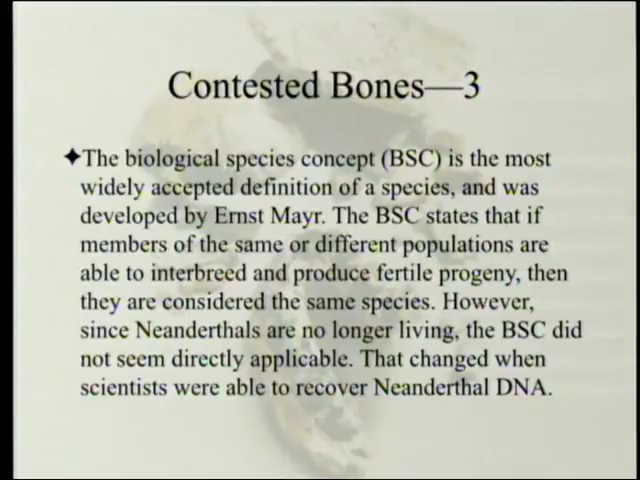 Contested Bones—3
✦The biological species concept (BSC) is the most
widely accepted definition of a species, and was
developed by Ernst Mayr. The BSC states that if
members of the same or different populations are
able to interbreed and produce fertile progeny, then
they are considered the same species. However,
since Neanderthals are no longer living, the BSC did
not seem directly applicable. That changed when
scientists were able to recover Neanderthal DNA.